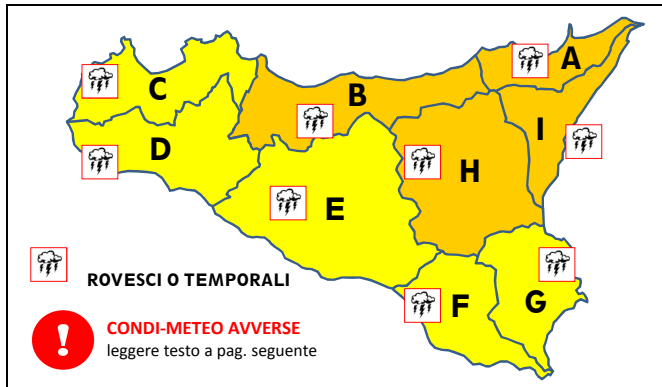 A
B
C
I
D
H
E
ROVESCI O TEMPORALI
F
G
!
CONDI-METEO AVVERSE
leggere testo a pag. seguente